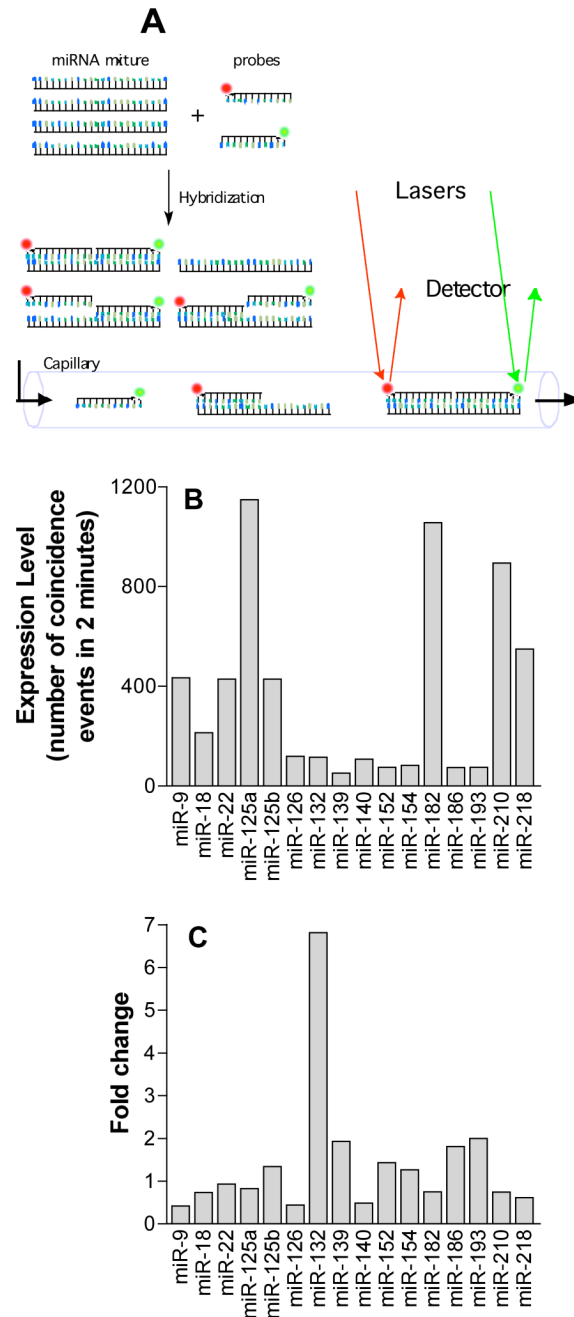 A
miRNA mixture
probes
+
Hybridization
Lasers
Detector
Capillary
B
Expression Level
(number of coincidence
events in 2 minutes)
1200
800
400
0
miR-9
miR-18
miR-22
miR-125a
miR-125b
miR-126
miR-132
miR-139
miR-140
miR-152
miR-154
miR-182
miR-186
miR-193
miR-210
miR-218
C
Fold change
7
6
5
4
3
2
1
0
miR-9
miR-18
miR-22
miR-125a
miR-125b
miR-126
miR-132
miR-139
miR-140
miR-152
miR-154
miR-182
miR-186
miR-193
miR-210
miR-218